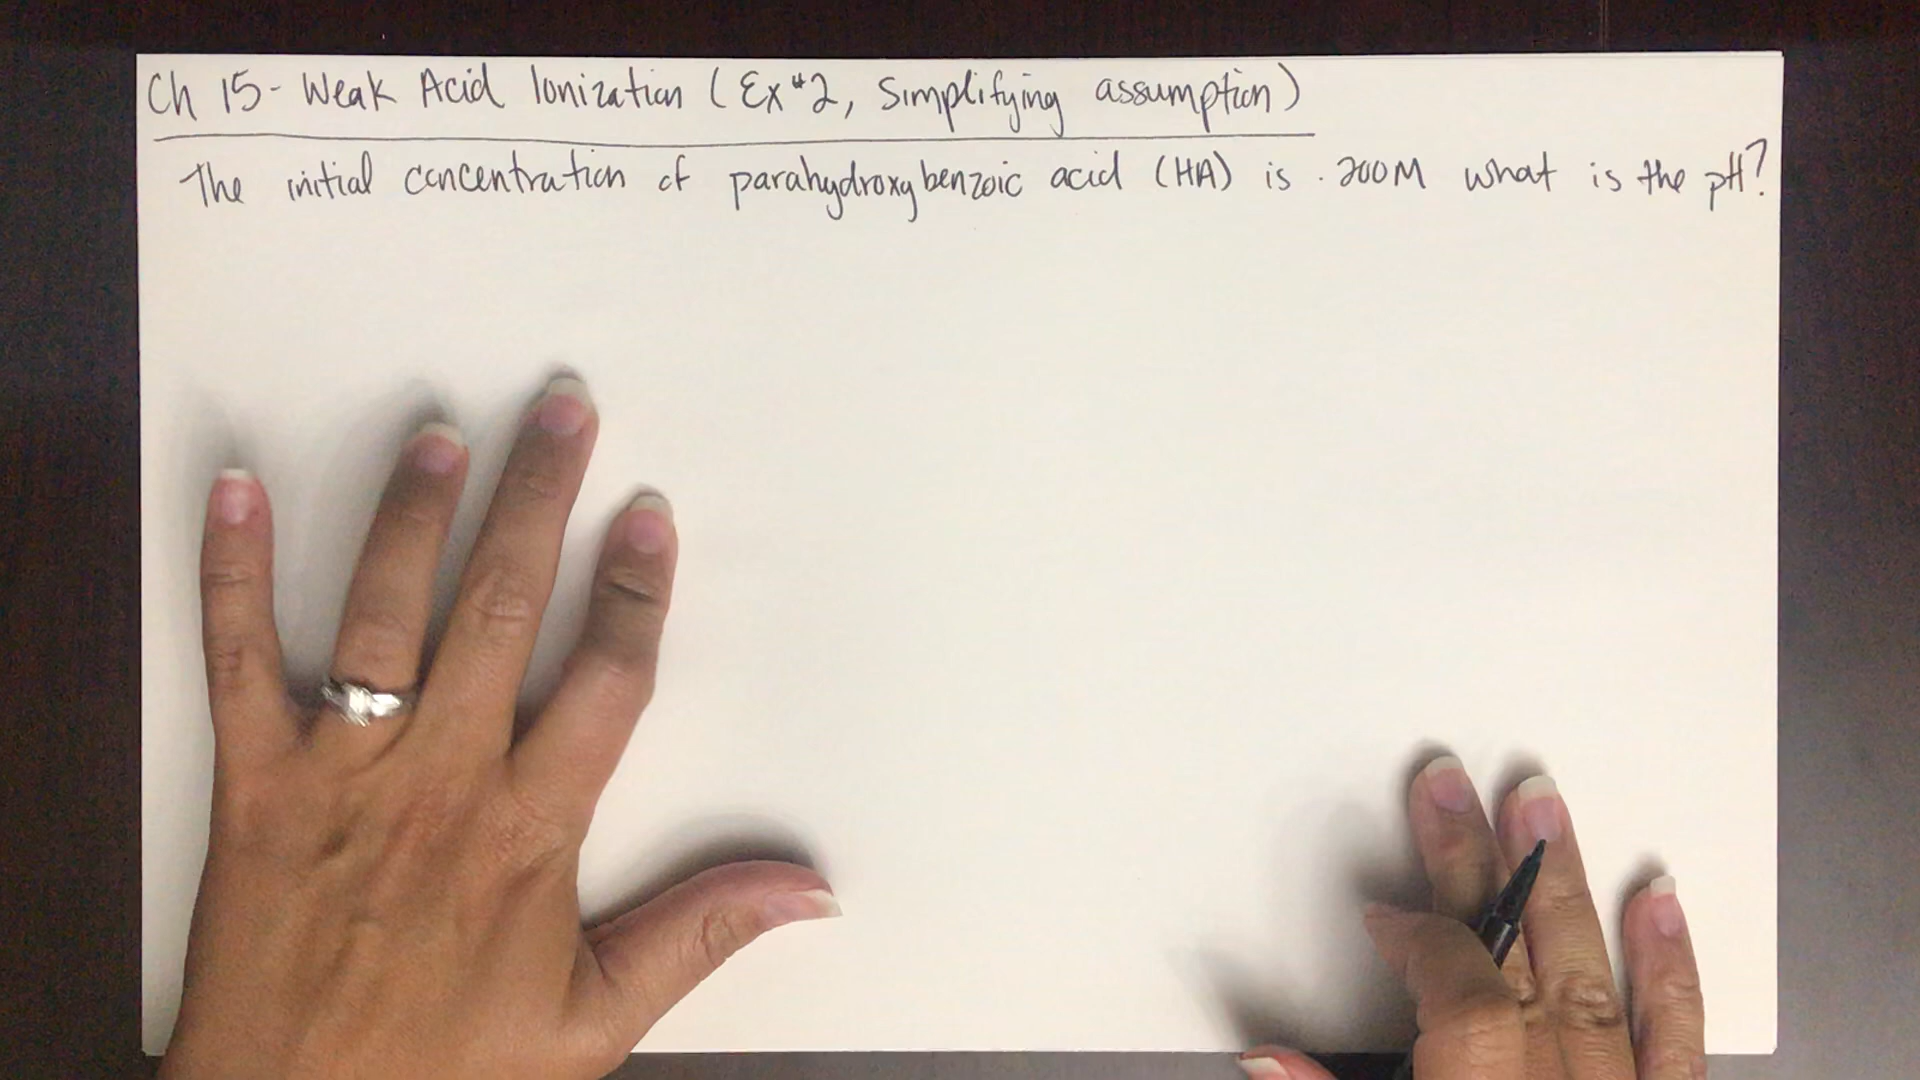 Ch 15- Weak Acid Ionization (Ex #2, Simplifying assumption)
The initial concentration of parahydroxybenzoic acid (HA) is .200M what is the pH?